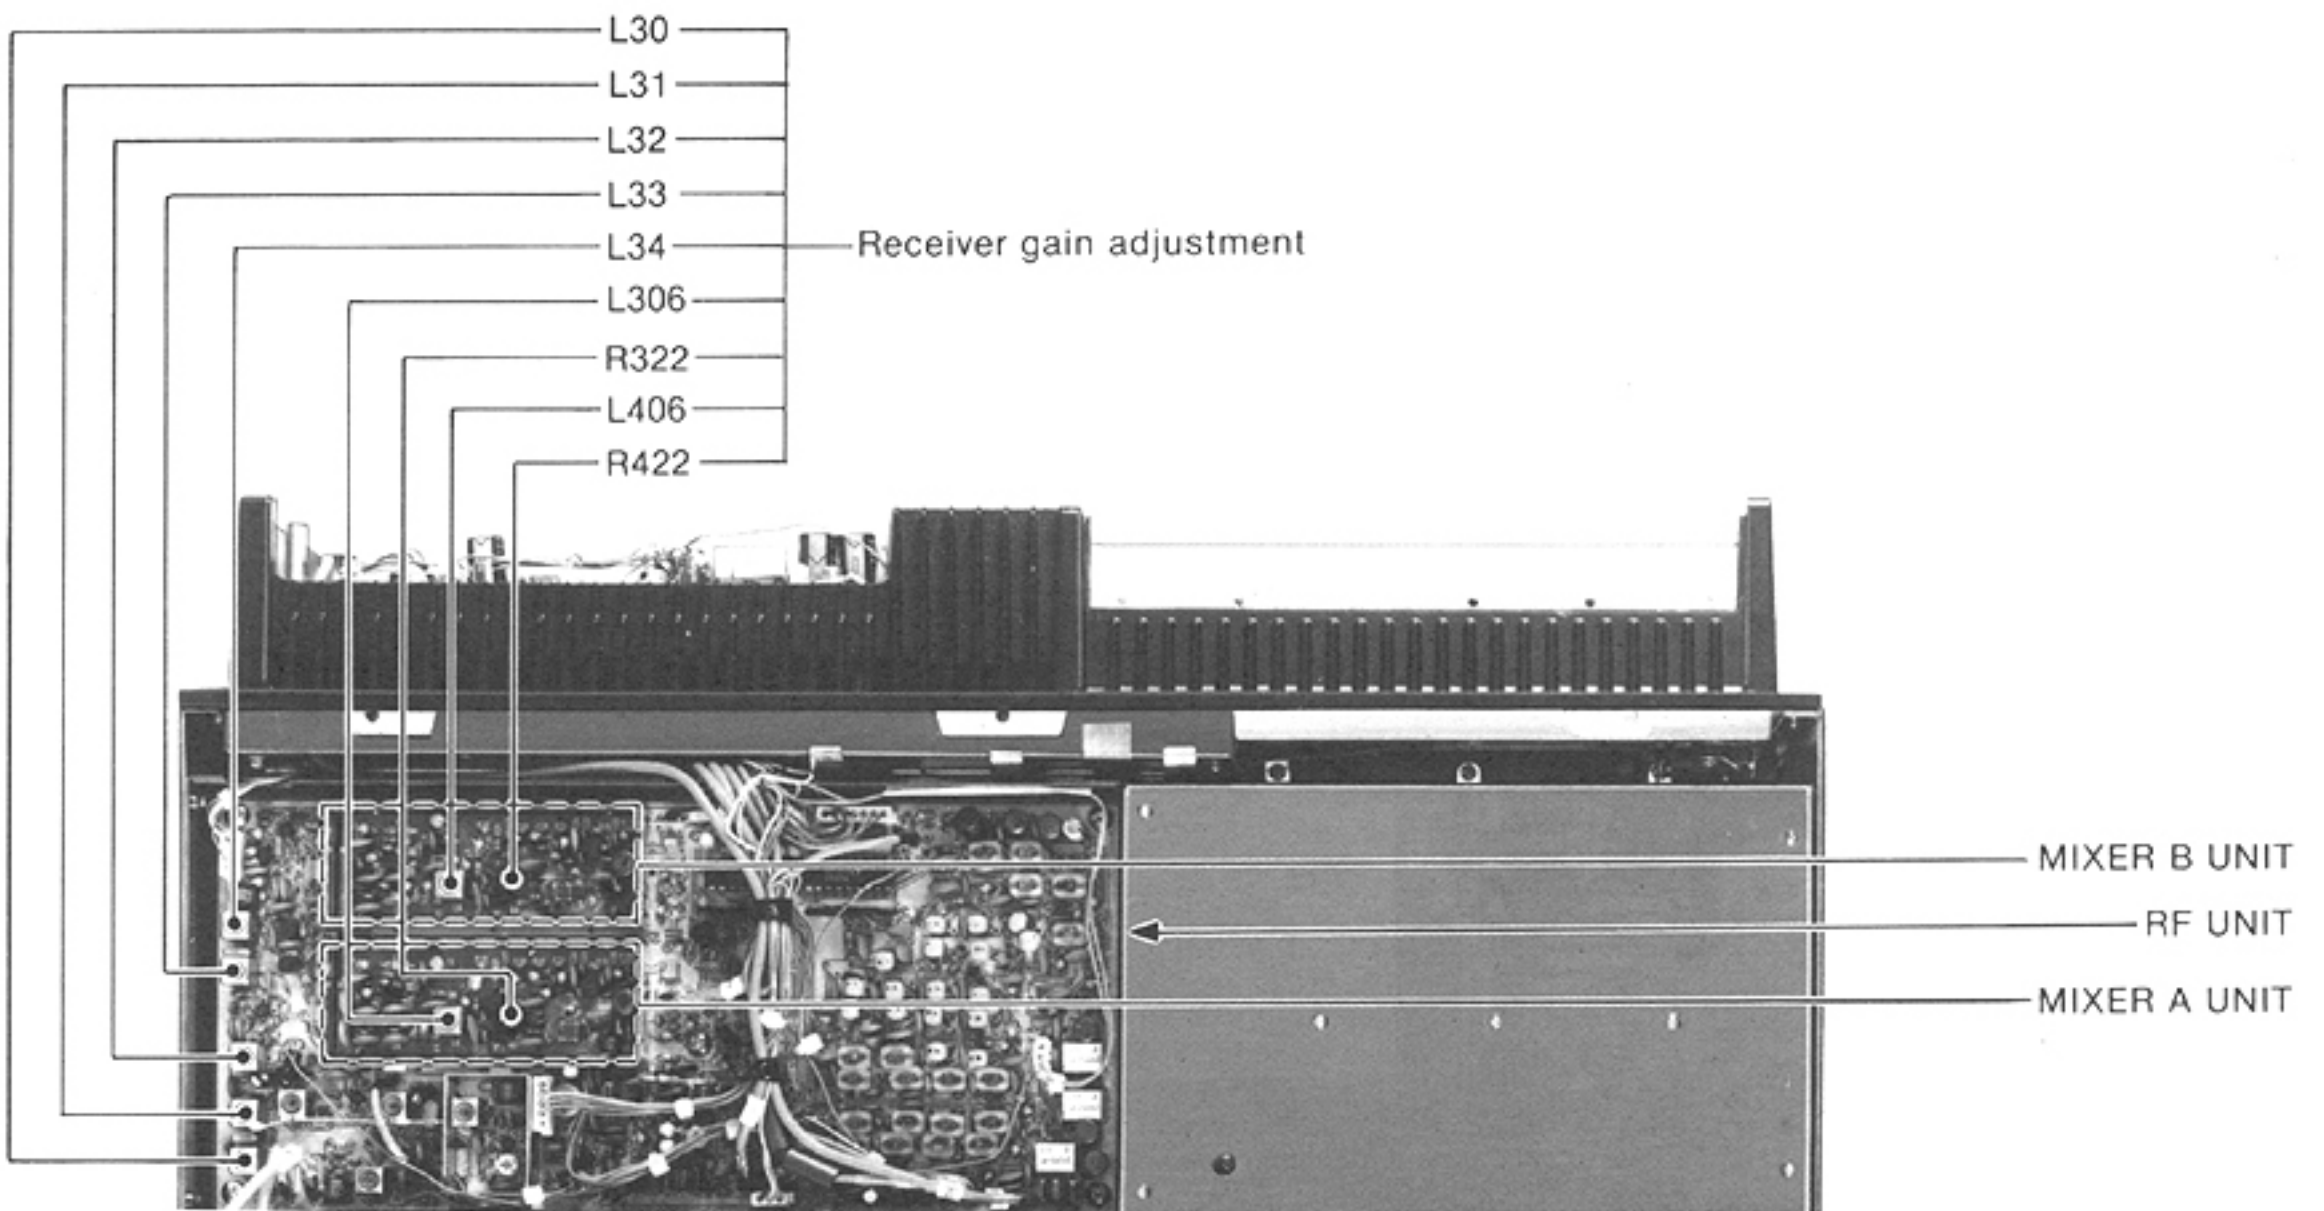 L30
L31
L32
L33
L34
Receiver gain adjustment
L306
R322
L406
R422
MIXER B UNIT
RF UNIT
MIXER A UNIT